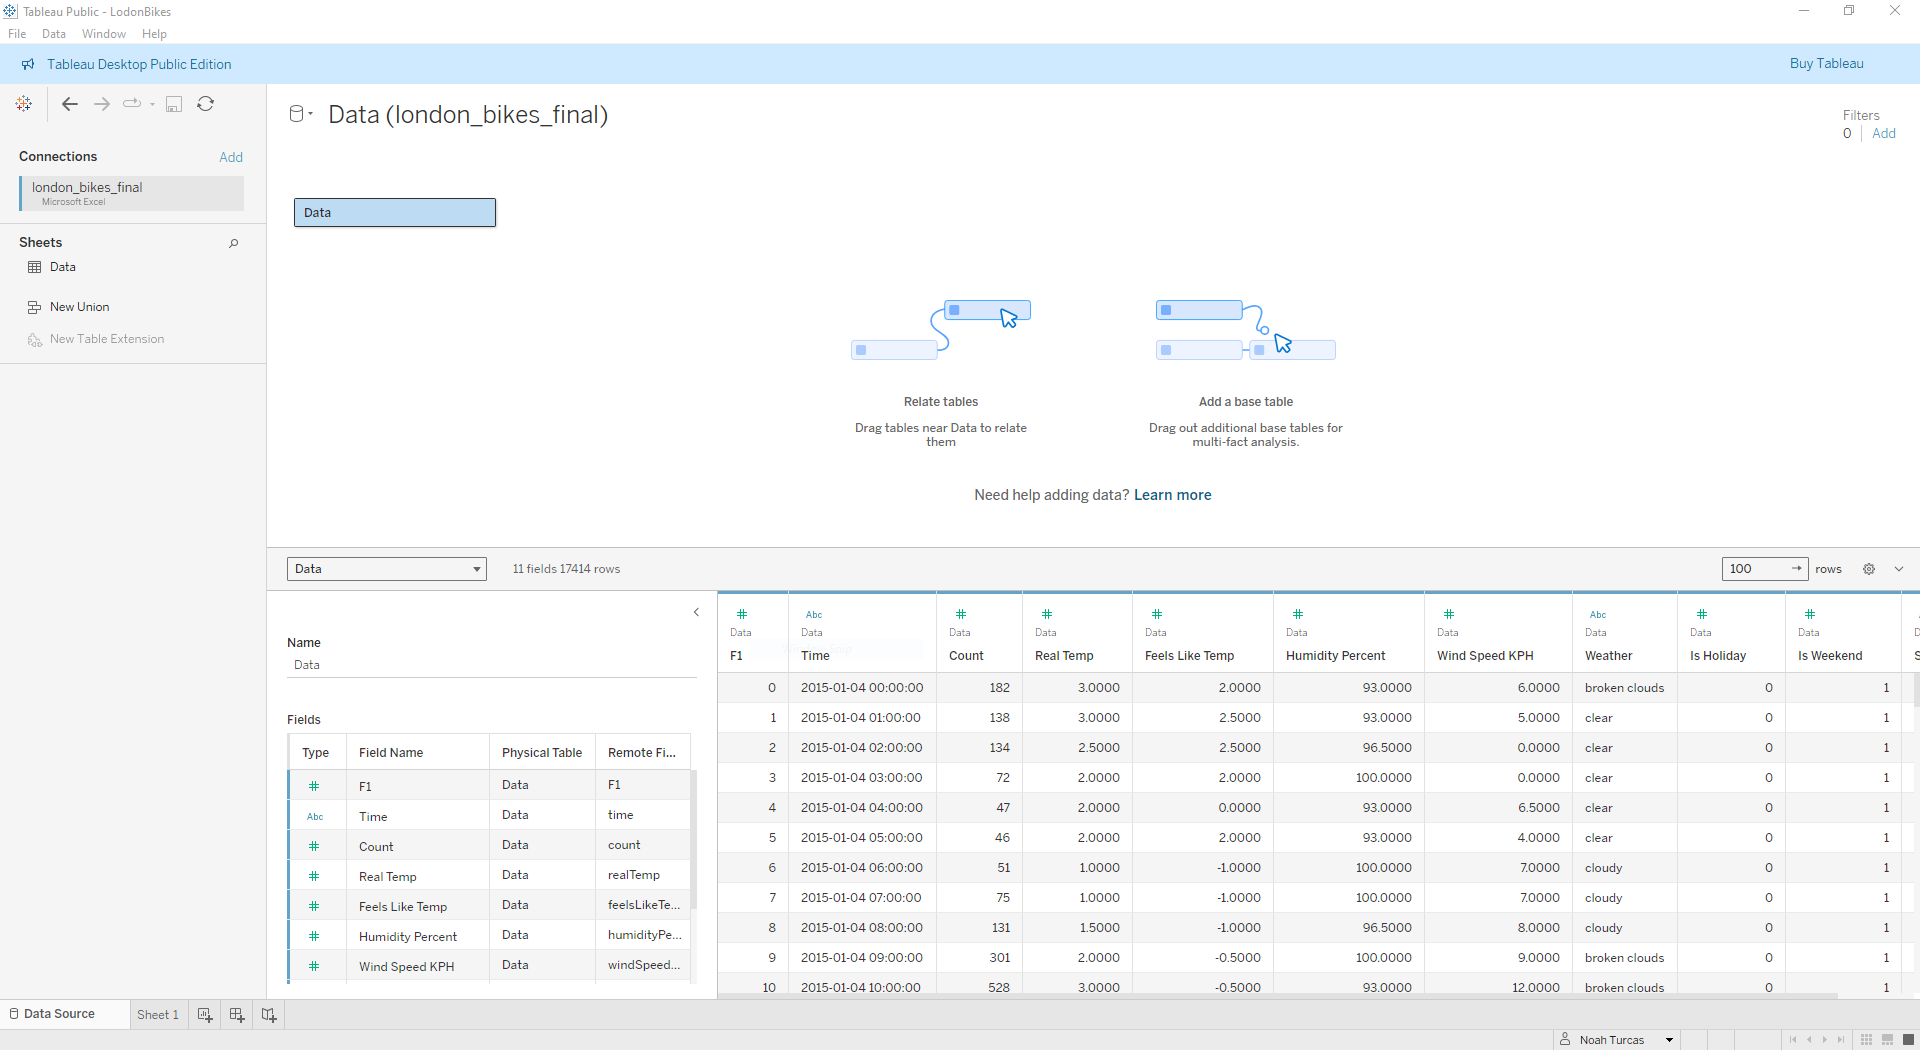 Tableau Public - LodonBikes
File Data Window Help
Tableau Desktop Public Edition
Buy Tableau
Connections Add
london_bikes_final
Microsoft Excel
Sheets
Data
New Union
New Table Extension
Data (london_bikes_final)
Filters
0 Add
Data
Relate tables
Drag tables near Data to relate
them
Add a base table
Drag out additional base tables for
multi-fact analysis.
Need help adding data? Learn more
Data 11 fields 17414 rows 100 rows
Name
Data
Fields
Type Field Name Physical Table Remote Fi...
F1 Data F1
Abc Time Data time
Count Data count
Real Temp Data realTemp
Feels Like Temp Data feelsLikeTe...
Humidity Percent Data humidityPe...
Wind Speed KPH Data windSpeed...
Abc Abc
Data Data Data Data Data Data Data Data Data Data
F1 Time Count Real Temp Feels Like Temp Humidity Percent Wind Speed KPH Weather Is Holiday Is Weekend
0 2015-01-04 00:00:00 182 3.0000 2.0000 93.0000 6.0000 broken clouds 0 1
1 2015-01-04 01:00:00 138 3.0000 2.5000 93.0000 5.0000 clear 0 1
2 2015-01-04 02:00:00 134 2.5000 2.5000 96.5000 0.0000 clear 0 1
3 2015-01-04 03:00:00 72 2.0000 2.0000 100.0000 0.0000 clear 0 1
4 2015-01-04 04:00:00 47 2.0000 0.0000 93.0000 6.5000 clear 0 1
5 2015-01-04 05:00:00 46 2.0000 2.0000 93.0000 4.0000 clear 0 1
6 2015-01-04 06:00:00 51 1.0000 -1.0000 100.0000 7.0000 cloudy 0 1
7 2015-01-04 07:00:00 75 1.0000 -1.0000 100.0000 7.0000 cloudy 0 1
8 2015-01-04 08:00:00 131 1.5000 -1.0000 96.5000 8.0000 cloudy 0 1
9 2015-01-04 09:00:00 301 2.0000 -0.5000 100.0000 9.0000 broken clouds 0 1
10 2015-01-04 10:00:00 528 3.0000 -0.5000 93.0000 12.0000 broken clouds 0 1
Data Source Sheet 1
Noah Turcas